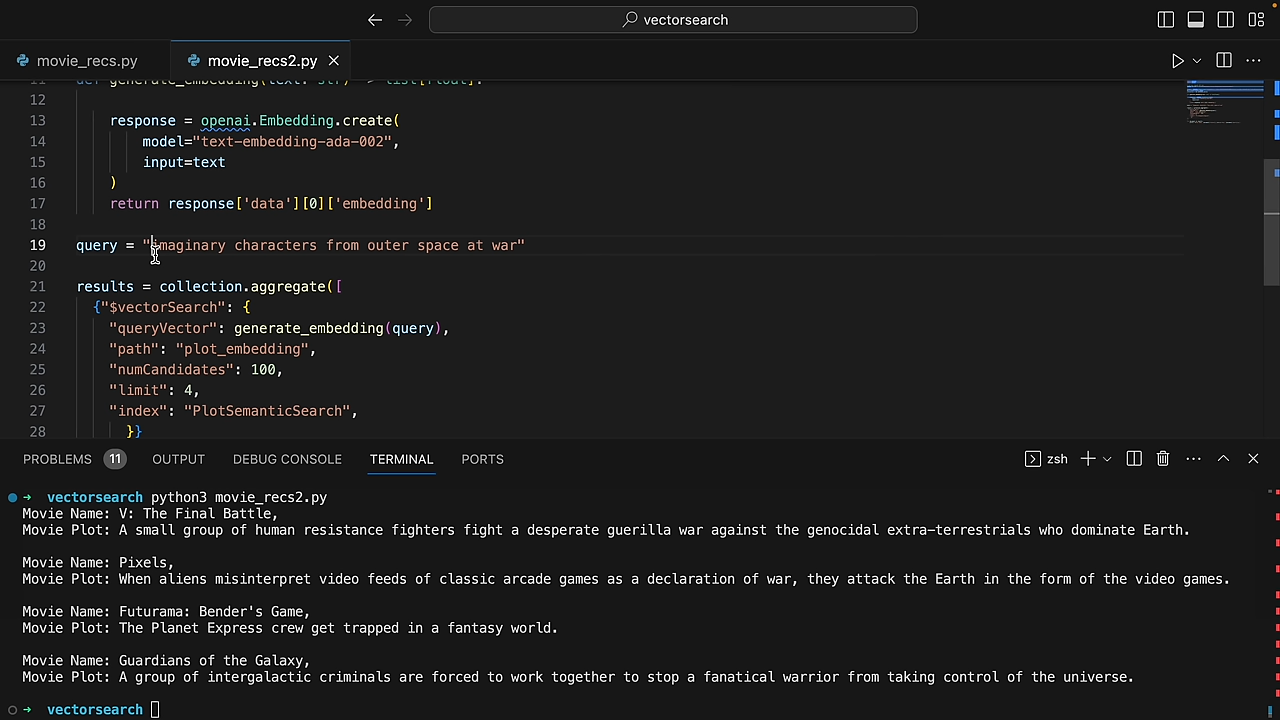 vectorsearch
movie_recs.py
movie_recs2.py
11 def generate_embedding(text: str) -> list[float]:
12
13 response = openai.Embedding.create(
14 model="text-embedding-ada-002",
15 input=text
16 )
17 return response['data'][0]['embedding']
18
19 query = "imaginary characters from outer space at war"
20
21 results = collection.aggregate([
22 {"$vectorSearch": {
23 "queryVector": generate_embedding(query),
24 "path": "plot_embedding",
25 "numCandidates": 100,
26 "limit": 4,
27 "index": "PlotSemanticSearch",
28 }}
PROBLEMS 11 OUTPUT DEBUG CONSOLE TERMINAL PORTS zsh
vectorsearch python3 movie_recs2.py
Movie Name: V: The Final Battle,
Movie Plot: A small group of human resistance fighters fight a desperate guerilla war against the genocidal extra-terrestrials who dominate Earth.
Movie Name: Pixels,
Movie Plot: When aliens misinterpret video feeds of classic arcade games as a declaration of war, they attack the Earth in the form of the video games.
Movie Name: Futurama: Bender's Game,
Movie Plot: The Planet Express crew get trapped in a fantasy world.
Movie Name: Guardians of the Galaxy,
Movie Plot: A group of intergalactic criminals are forced to work together to stop a fanatical warrior from taking control of the universe.
vectorsearch